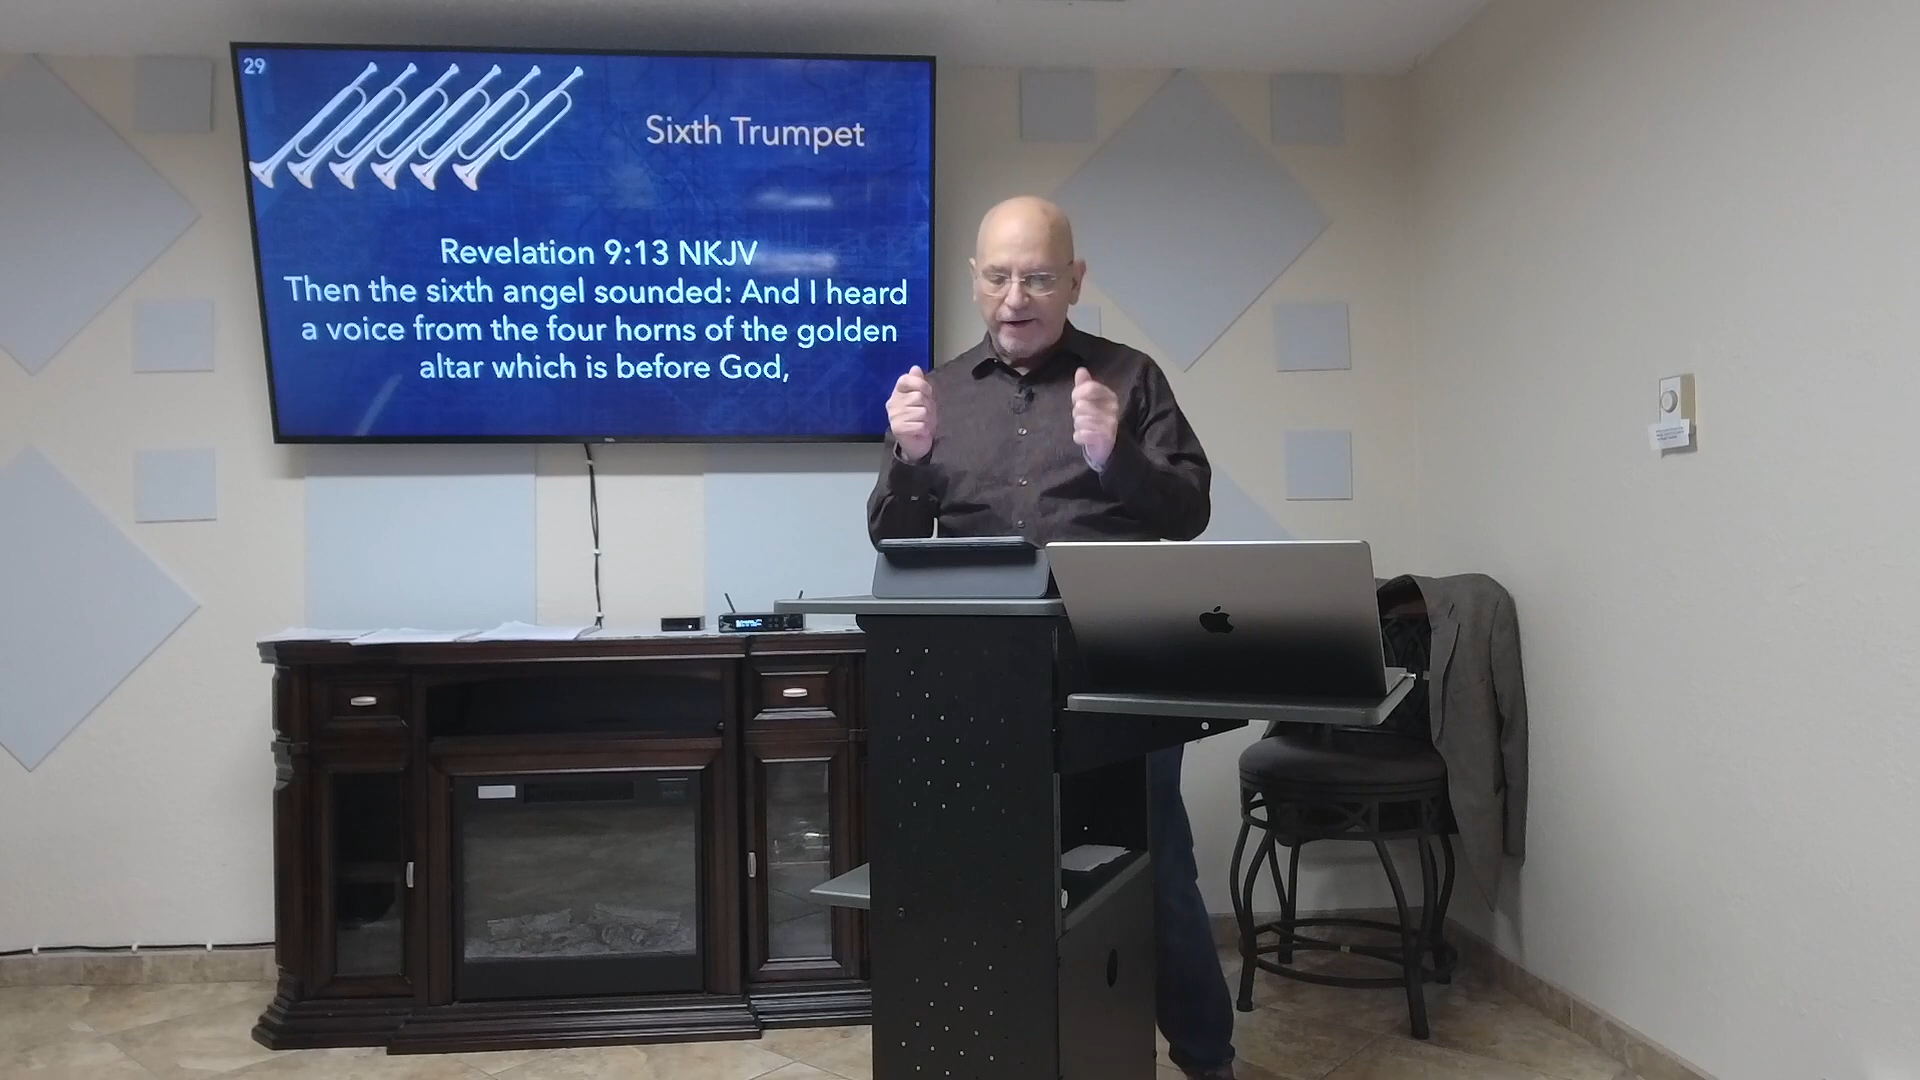 29
Sixth Trumpet
Revelation 9:13 NKJV
Then the sixth angel sounded: And I heard
a voice from the four horns of the golden
altar which is before God,